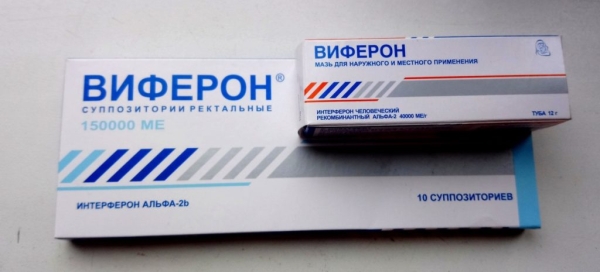 ВИФЕРОН®
СУППОЗИТОРИИ РЕКТАЛЬНЫЕ
150000 МЕ
ИНТЕРФЕРОН АЛЬФА-2b
10 СУППОЗИТОРИЕВ
ВИФЕРОН
МАЗЬ ДЛЯ НАРУЖНОГО И МЕСТНОГО ПРИМЕНЕНИЯ
ИНТЕРФЕРОН ЧЕЛОВЕЧЕСКИЙ
РЕКОМБИНАНТНЫЙ АЛЬФА-2 40000 МЕ/г
ТУБА 12 г